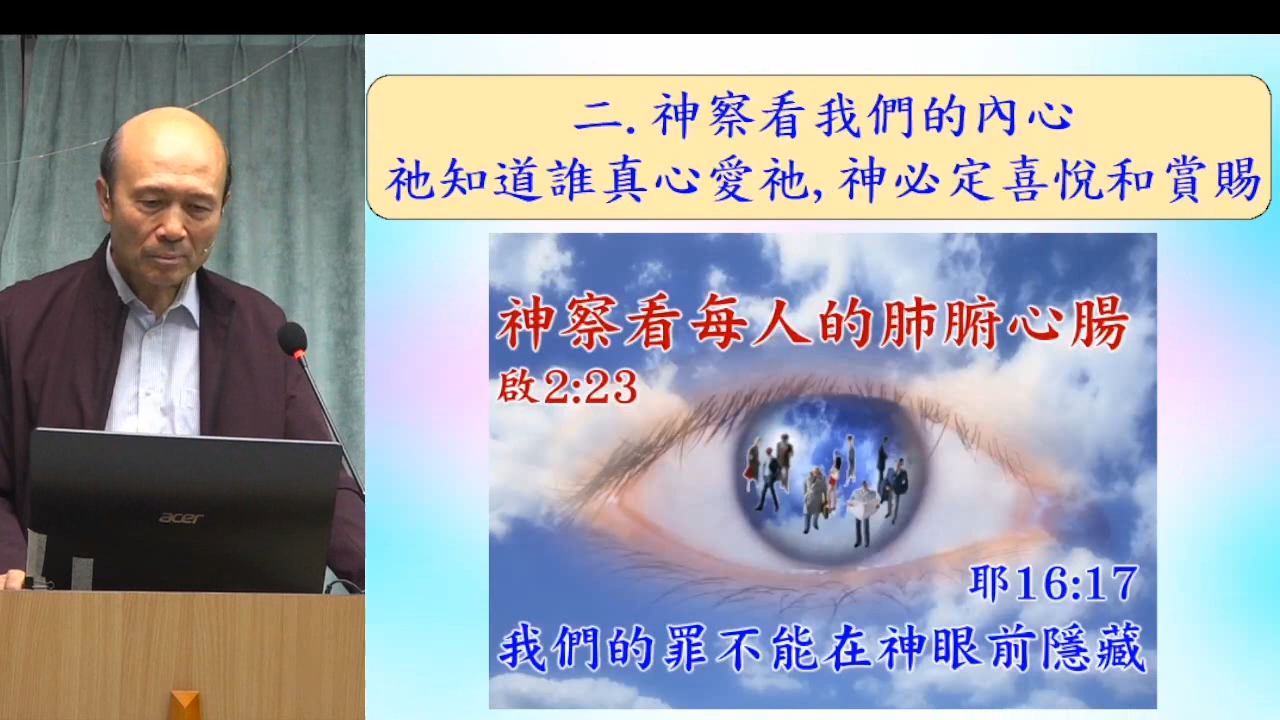 二.神察看我們的內心
祂知道誰真心愛祂,神必定喜悅和賞賜
神察看每人的肺腑心腸
啟2:23
耶16:17
我們的罪不能在神眼前隱藏
acer